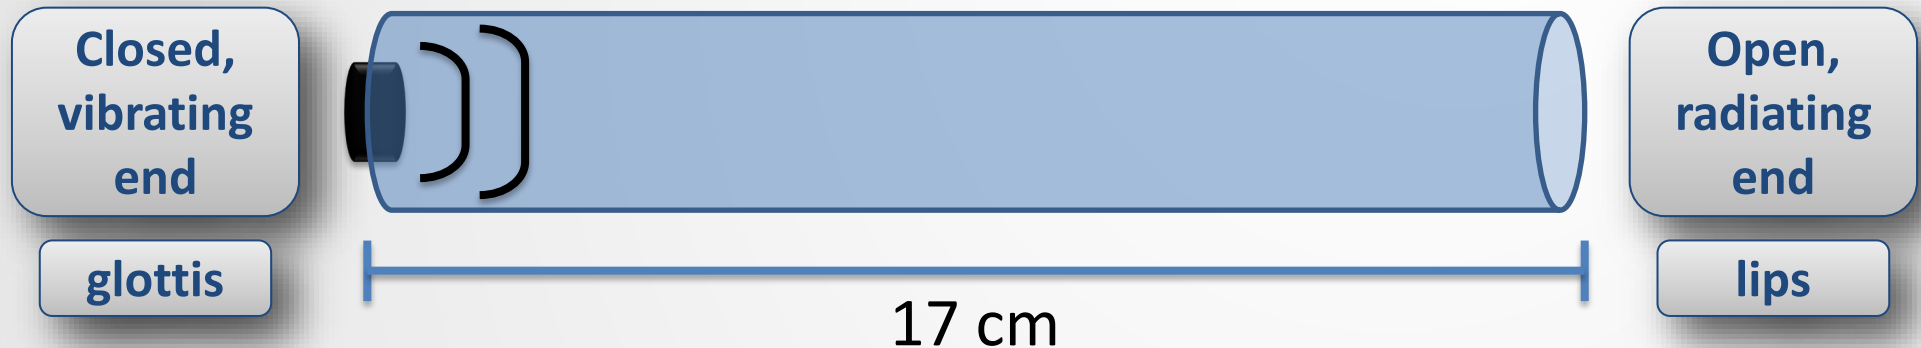 Closed,
vibrating
end
glottis
17 cm
Open,
radiating
end
lips